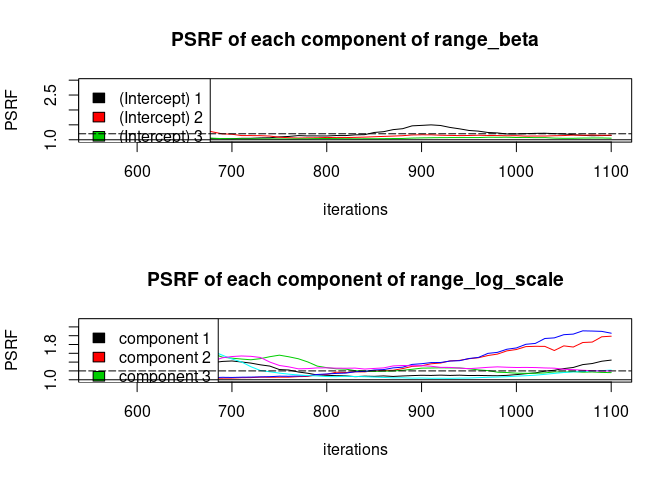 PSRF of each component of range_beta
PSRF
1.0 2.5
(Intercept) 1
(Intercept) 2
(Intercept) 3
600 700 800 900 1000 1100
iterations
PSRF of each component of range_log_scale
PSRF
1.0 1.8
component 1
component 2
component 3
600 700 800 900 1000 1100
iterations